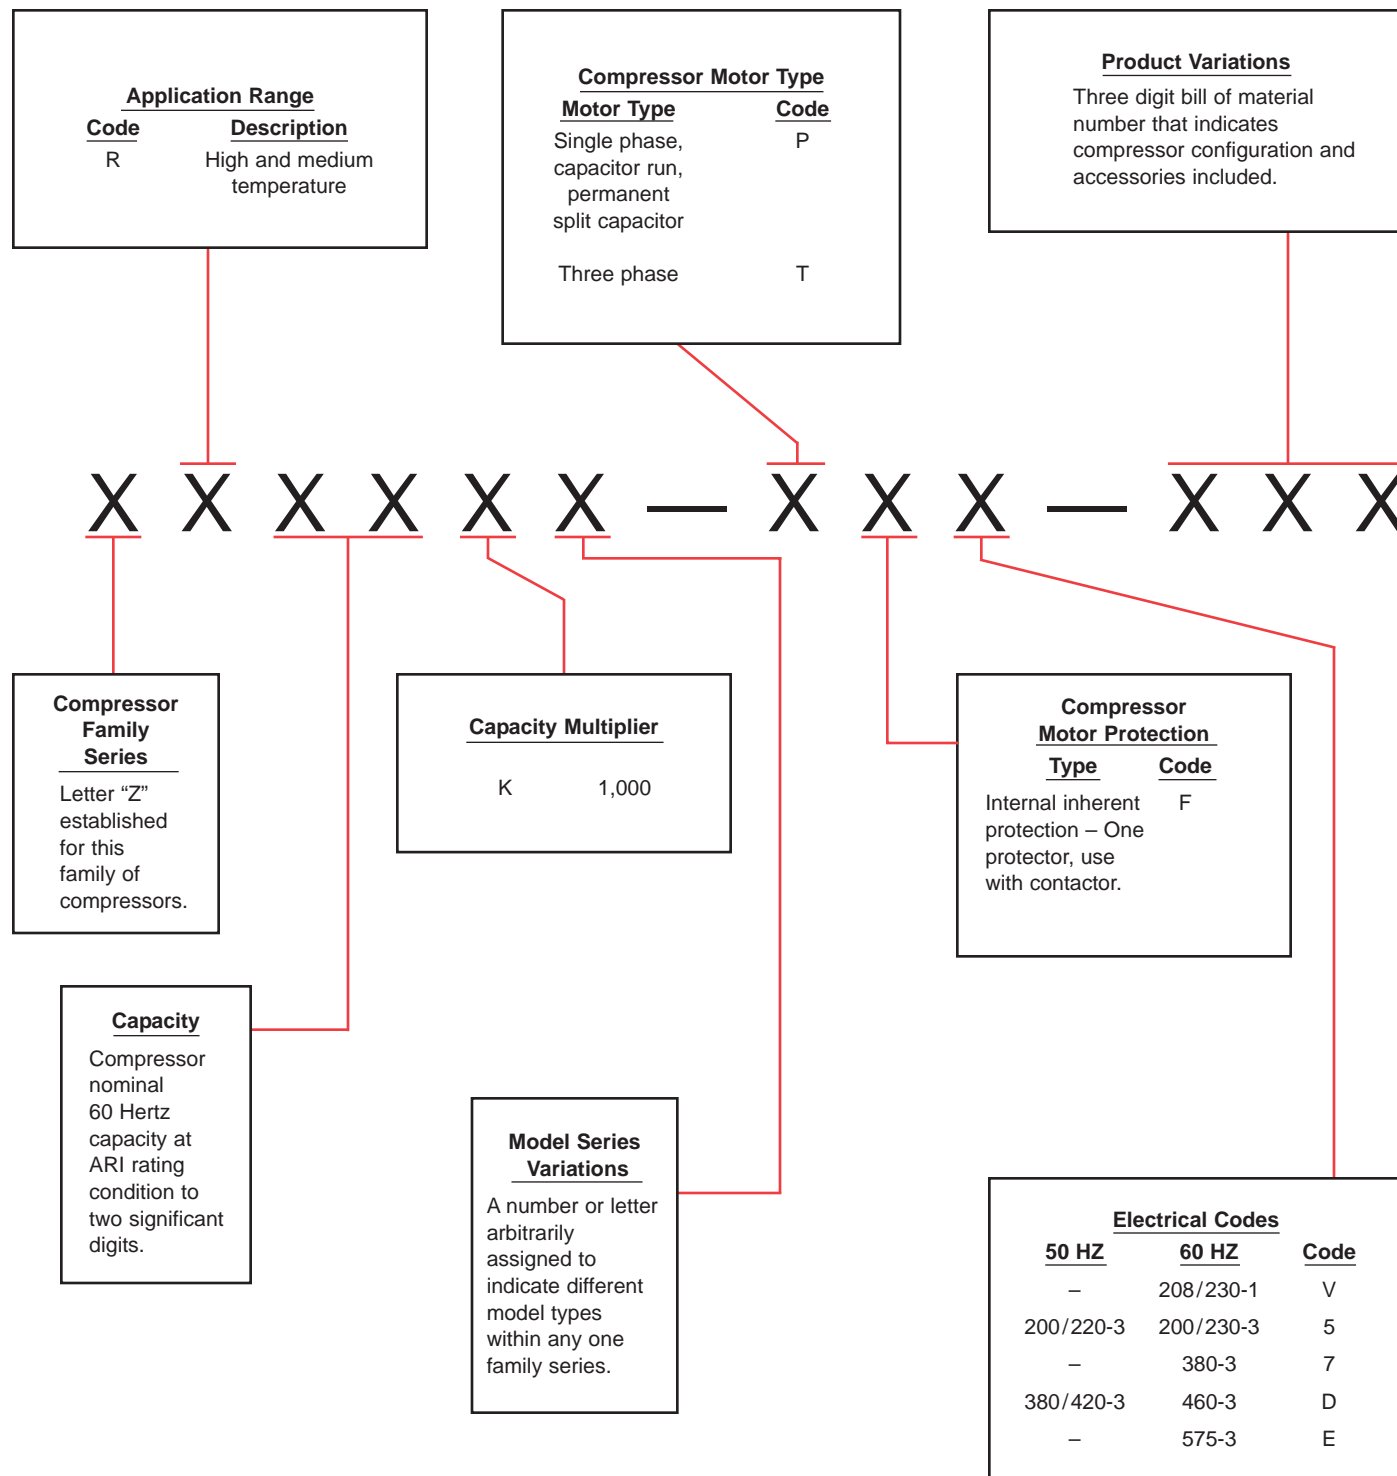 Application Range
Code Description
R High and medium
temperature
Compressor Motor Type
Motor Type Code
Single phase, P
capacitor run,
permanent
split capacitor
Three phase T
Product Variations
Three digit bill of material
number that indicates
compressor configuration and
accessories included.
X X X X X X — X X X — X X X
Compressor
Family
Series
Letter “Z”
established
for this
family of
compressors.
Capacity Multiplier
K 1,000
Compressor
Motor Protection
Type Code
Internal inherent F
protection – One
protector, use
with contactor.
Capacity
Compressor
nominal
60 Hertz
capacity at
ARI rating
condition to
two significant
digits.
Model Series
Variations
A number or letter
arbitrarily
assigned to
indicate different
model types
within any one
family series.
Electrical Codes
50 HZ 60 HZ Code
– 208/230-1 V
200/220-3 200/230-3 5
– 380-3 7
380/420-3 460-3 D
– 575-3 E